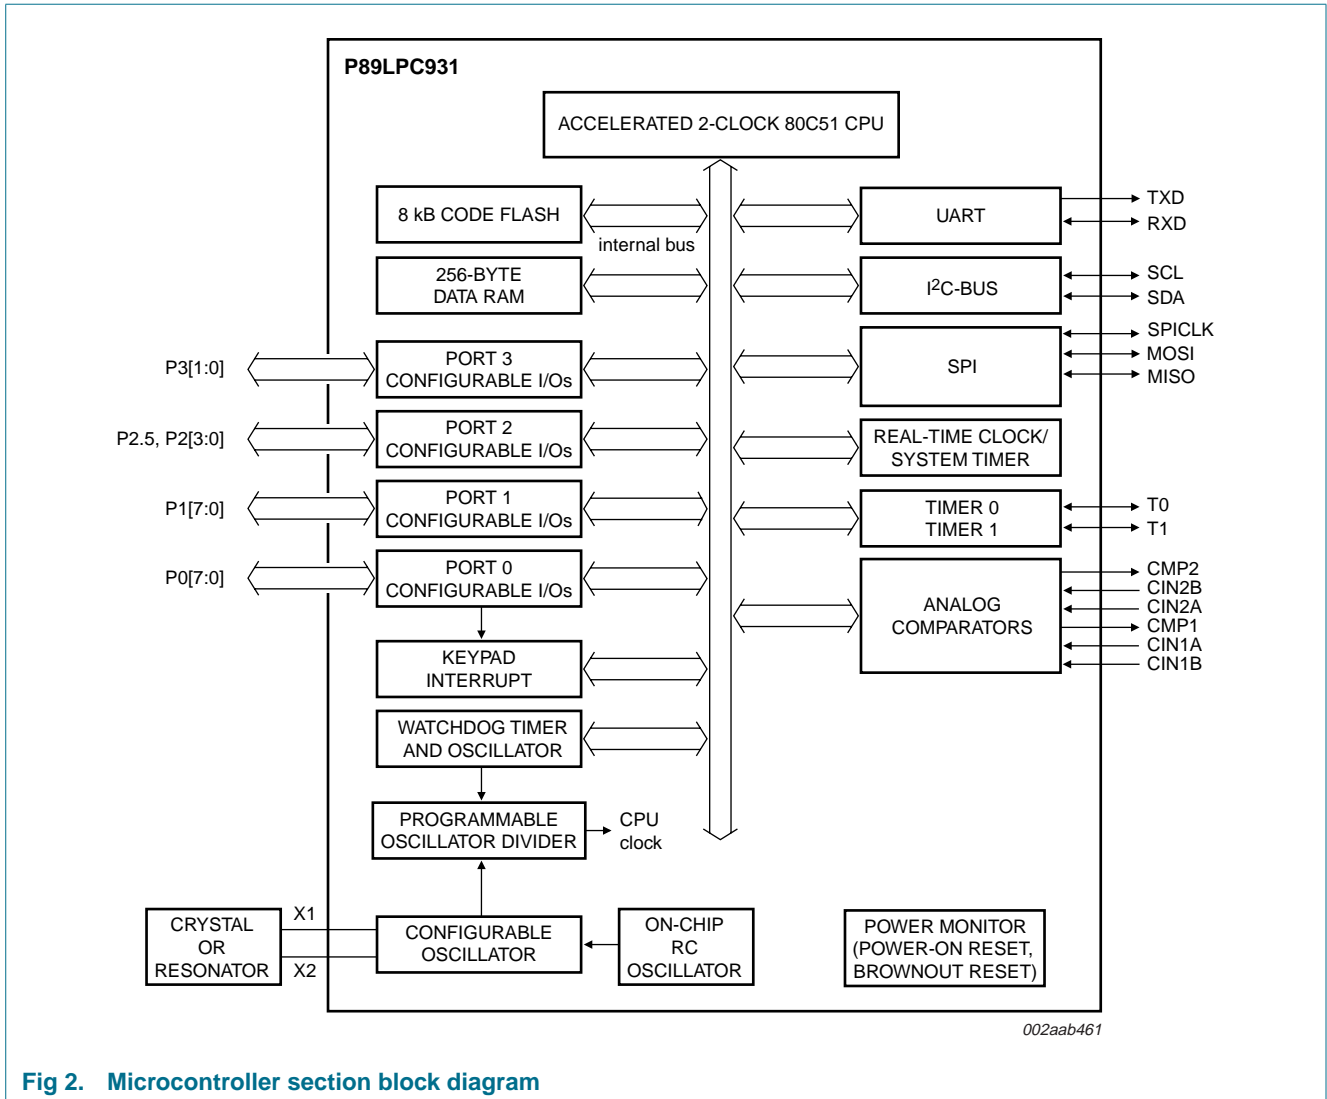 P89LPC931
ACCELERATED 2-CLOCK 80C51 CPU
8 kB CODE FLASH
internal bus
256-BYTE
DATA RAM
P3[1:0]
PORT 3
CONFIGURABLE I/Os
P2.5, P2[3:0]
PORT 2
CONFIGURABLE I/Os
P1[7:0]
PORT 1
CONFIGURABLE I/Os
P0[7:0]
PORT 0
CONFIGURABLE I/Os
KEYPAD
INTERRUPT
WATCHDOG TIMER
AND OSCILLATOR
PROGRAMMABLE
OSCILLATOR DIVIDER
CPU
clock
CRYSTAL
OR
RESONATOR
X1
X2
CONFIGURABLE
OSCILLATOR
ON-CHIP
RC
OSCILLATOR
UART
TXD
RXD
I2C-BUS
SCL
SDA
SPI
SPICLK
MOSI
MISO
REAL-TIME CLOCK/
SYSTEM TIMER
TIMER 0
TIMER 1
T0
T1
ANALOG
COMPARATORS
CMP2
CIN2B
CIN2A
CMP1
CIN1A
CIN1B
POWER MONITOR
(POWER-ON RESET,
BROWNOUT RESET)
002aab461
Fig 2. Microcontroller section block diagram